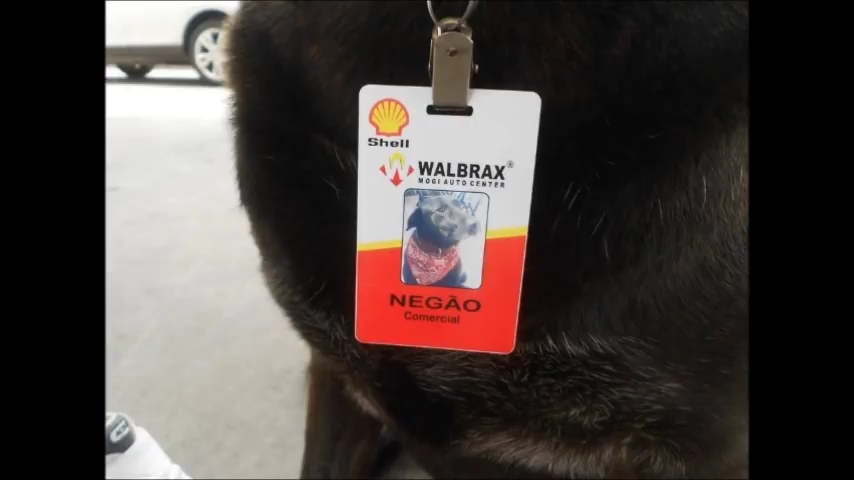 Shell
WALBRAX®
MOGI AUTO CENTER
NEGÃO
Comercial